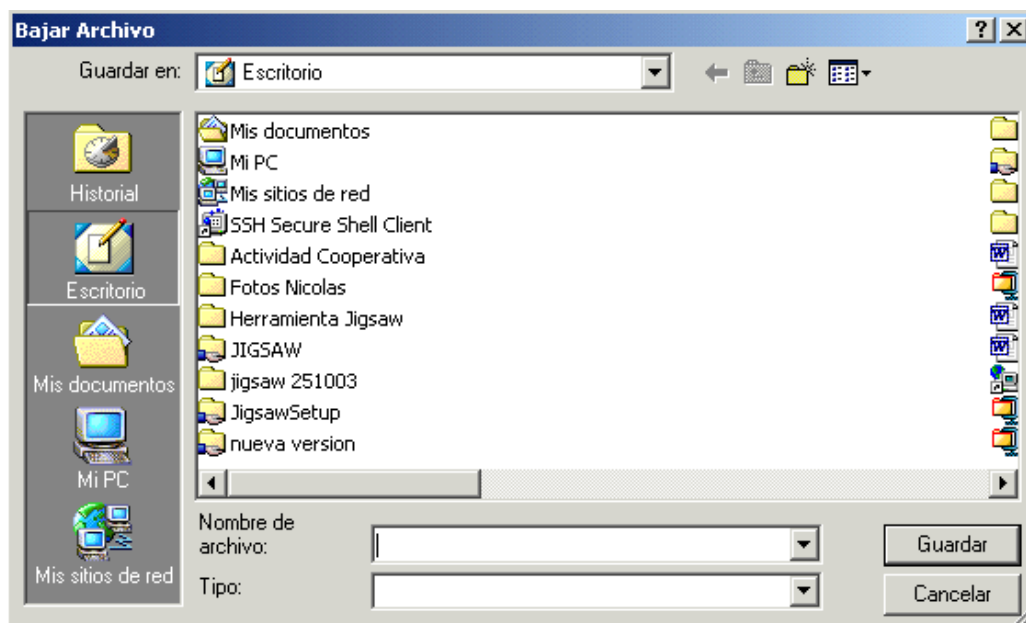 Bajar Archivo
Guardar en:
Escritorio
Historial
Escritorio
Mis documentos
Mi PC
Mis sitios de red
Mis documentos
Mi PC
Mis sitios de red
SSH Secure Shell Client
Actividad Cooperativa
Fotos Nicolas
Herramienta Jigsaw
JIGSAW
jigsaw 251003
JigsawSetup
nueva version
Nombre de
archivo:
Guardar
Tipo:
Cancelar